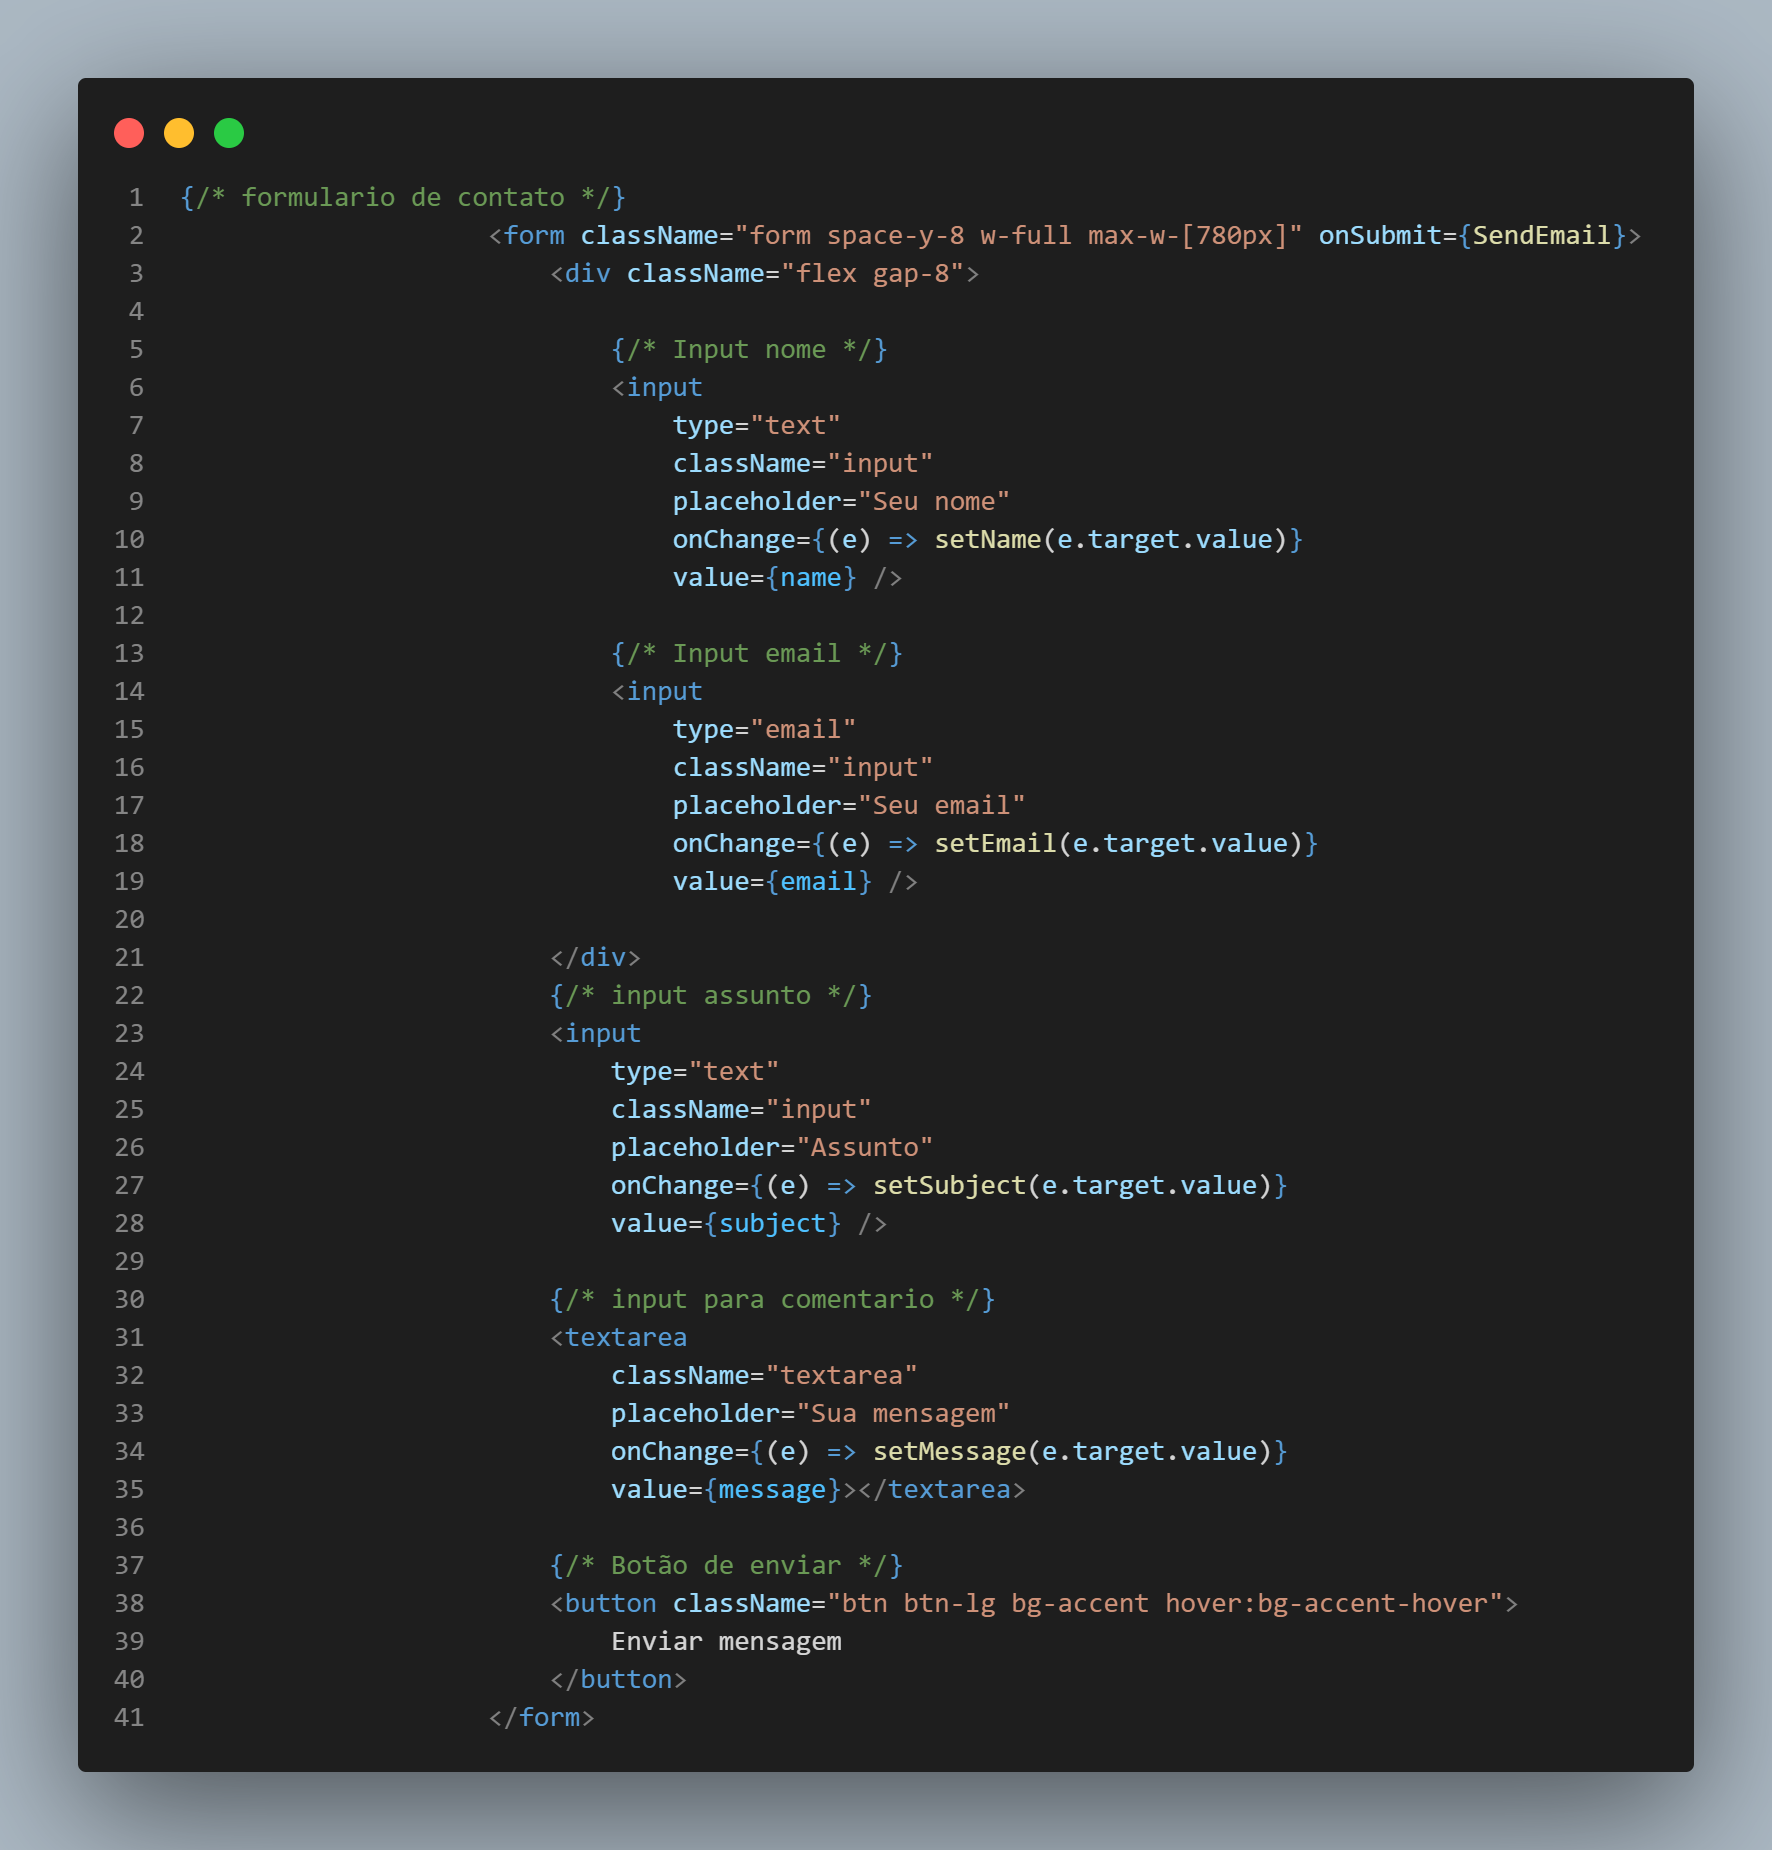 1 {/* formulario de contato */}
2 <form className="form space-y-8 w-full max-w-[780px]" onSubmit={SendEmail}>
3 <div className="flex gap-8">
4
5 {/* Input nome */}
6 <input
7 type="text"
8 className="input"
9 placeholder="Seu nome"
10 onChange={(e) => setName(e.target.value)}
11 value={name} />
12
13 {/* Input email */}
14 <input
15 type="email"
16 className="input"
17 placeholder="Seu email"
18 onChange={(e) => setEmail(e.target.value)}
19 value={email} />
20
21 </div>
22 {/* input assunto */}
23 <input
24 type="text"
25 className="input"
26 placeholder="Assunto"
27 onChange={(e) => setSubject(e.target.value)}
28 value={subject} />
29
30 {/* input para comentario */}
31 <textarea
32 className="textarea"
33 placeholder="Sua mensagem"
34 onChange={(e) => setMessage(e.target.value)}
35 value={message}></textarea>
36
37 {/* Botão de enviar */}
38 <button className="btn btn-lg bg-accent hover:bg-accent-hover">
39 Enviar mensagem
40 </button>
41 </form>